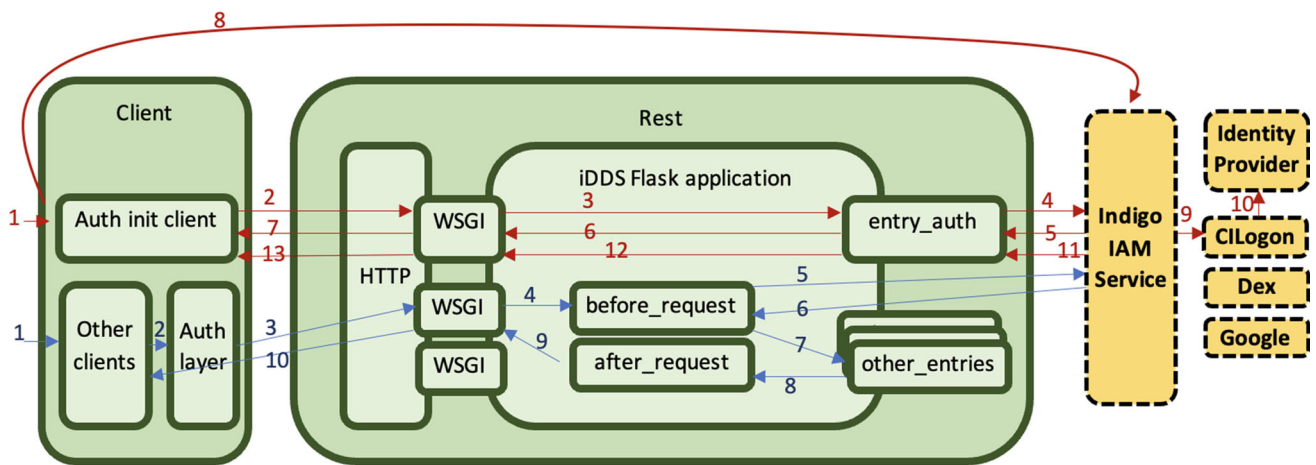 8
Client
Rest
Identity
Provider
iDDS Flask application
1
Auth init client
2
7
13
WSGI
3
6
12
entry_auth
4
5
11
Indigo
IAM
Service
9
10
CILogon
HTTP
Dex
Google
1
Other
clients
2
Auth
layer
3
10
WSGI
4
9
before_request
5
6
7
WSGI
after_request
8
other_entries